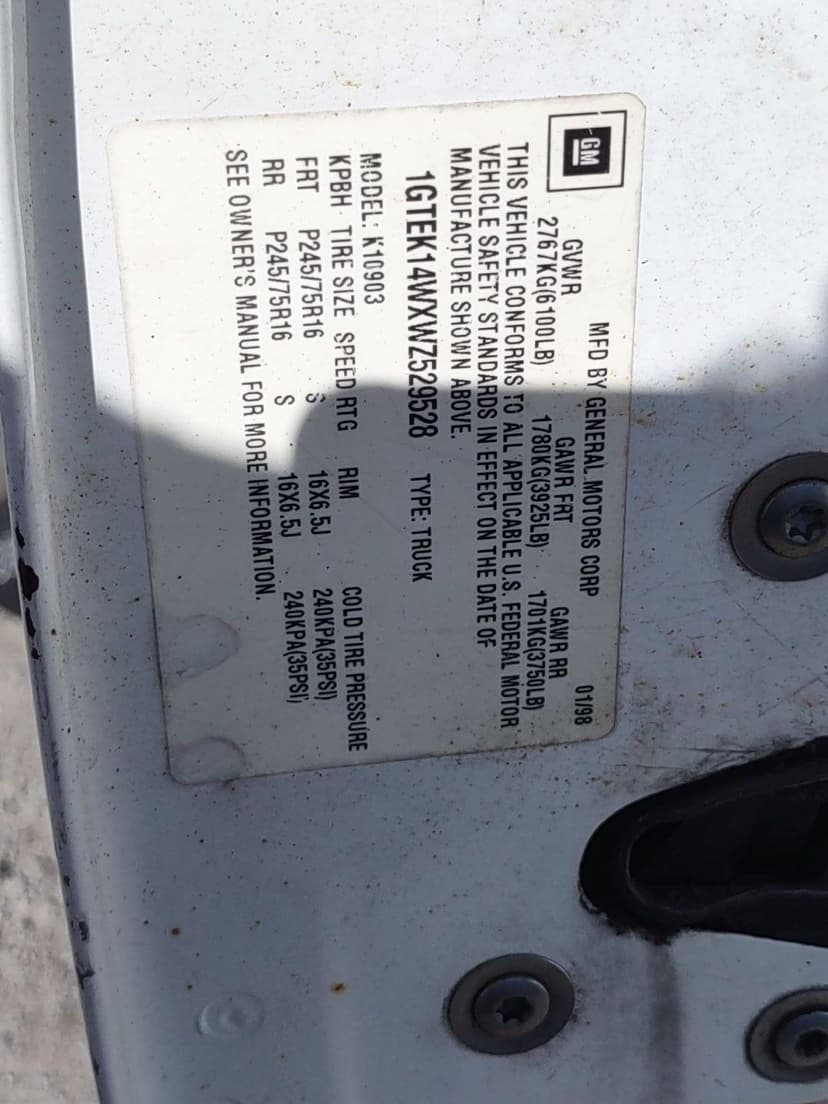 GM
MFD BY GENERAL MOTORS CORP 01/98
GVWR GAWR FRT GAWR RR
2767KG(6100LB) 1780KG(3925LB) 1701KG(3750LB)
THIS VEHICLE CONFORMS TO ALL APPLICABLE U.S. FEDERAL MOTOR
VEHICLE SAFETY STANDARDS IN EFFECT ON THE DATE OF
MANUFACTURE SHOWN ABOVE.
1GTEK14WXWZ529528 TYPE: TRUCK
MODEL: K10903
KPBH TIRE SIZE SPEED RTG RIM COLD TIRE PRESSURE
FRT P245/75R16 S 16X6.5J 240KPA(35PSI)
RR P245/75R16 S 16X6.5J 240KPA(35PSI)
SEE OWNER'S MANUAL FOR MORE INFORMATION.